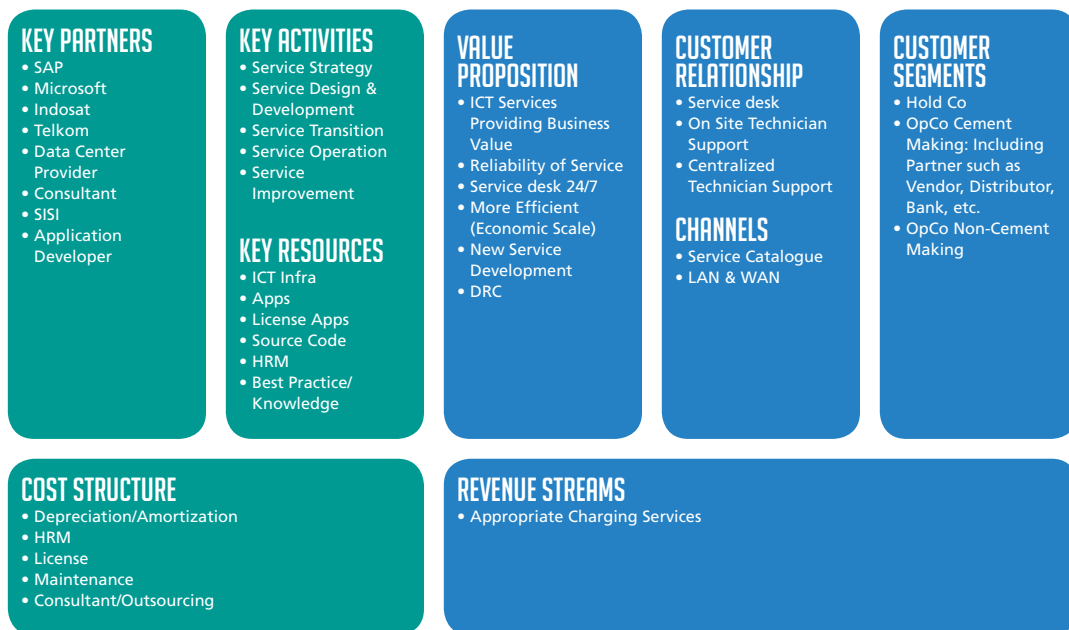 KEY PARTNERS
• SAP
• Microsoft
• Indosat
• Telkom
• Data Center
Provider
• Consultant
• SISI
• Application
Developer
KEY ACTIVITIES
• Service Strategy
• Service Design &
Development
• Service Transition
• Service Operation
• Service
Improvement
KEY RESOURCES
• ICT Infra
• Apps
• License Apps
• Source Code
• HRM
• Best Practice/
Knowledge
VALUE
PROPOSITION
• ICT Services
Providing Business
Value
• Reliability of Service
• Service desk 24/7
• More Efficient
(Economic Scale)
• New Service
Development
• DRC
CUSTOMER
RELATIONSHIP
• Service desk
• On Site Technician
Support
• Centralized
Technician Support
CHANNELS
• Service Catalogue
• LAN & WAN
CUSTOMER
SEGMENTS
• Hold Co
• OpCo Cement
Making: Including
Partner such as
Vendor, Distributor,
Bank, etc.
• OpCo Non-Cement
Making
COST STRUCTURE
• Depreciation/Amortization
• HRM
• License
• Maintenance
• Consultant/Outsourcing
REVENUE STREAMS
• Appropriate Charging Services